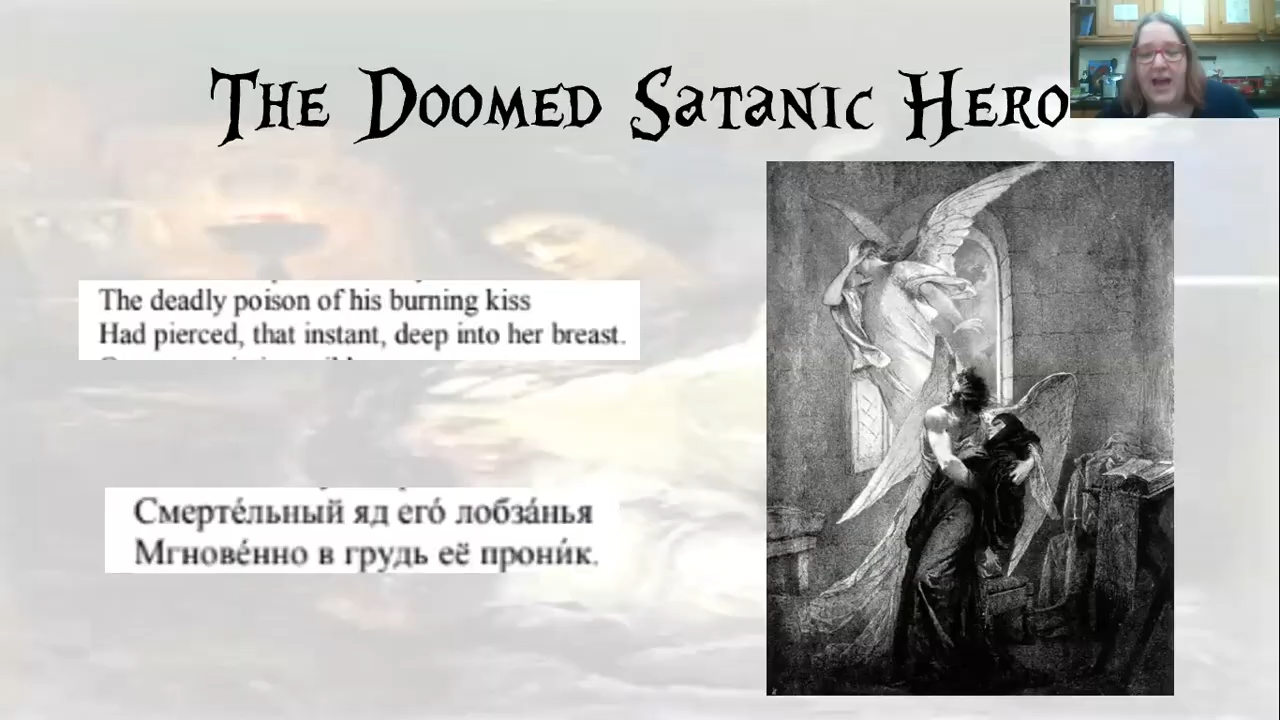 The Doomed Satanic Hero
The deadly poison of his burning kiss
Had pierced, that instant, deep into her breast.
Смерте́льный яд его́ лобза́нья
Мгнове́нно в грудь её прони́к.